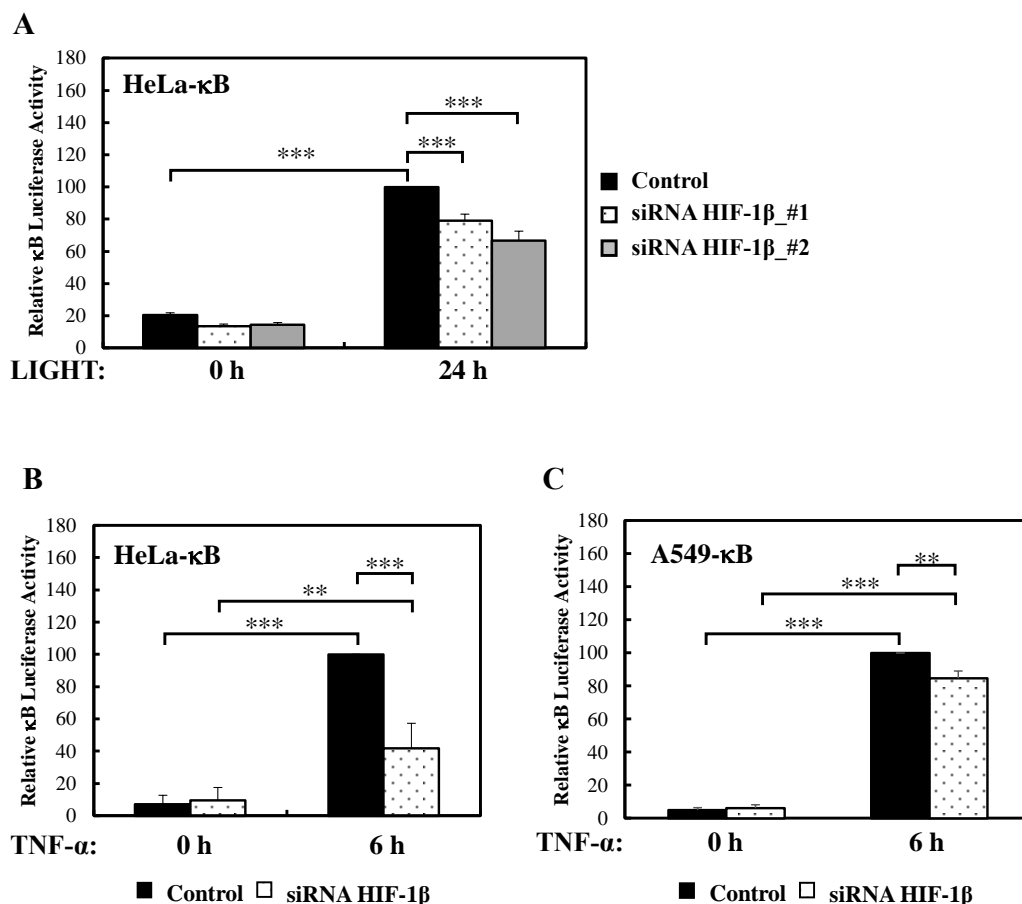 A
180
160
140
120
100
80
60
40
20
0
Relative κB Luciferase Activity
HeLa-κB
***
***
***
LIGHT: 0 h 24 h
Control
siRNA HIF-1β_#1
siRNA HIF-1β_#2
B
180
160
140
120
100
80
60
40
20
0
Relative κB Luciferase Activity
HeLa-κB
***
**
***
TNF-α: 0 h 6 h
Control siRNA HIF-1β
C
180
160
140
120
100
80
60
40
20
0
Relative κB Luciferase Activity
A549-κB
**
***
***
TNF-α: 0 h 6 h
Control siRNA HIF-1β